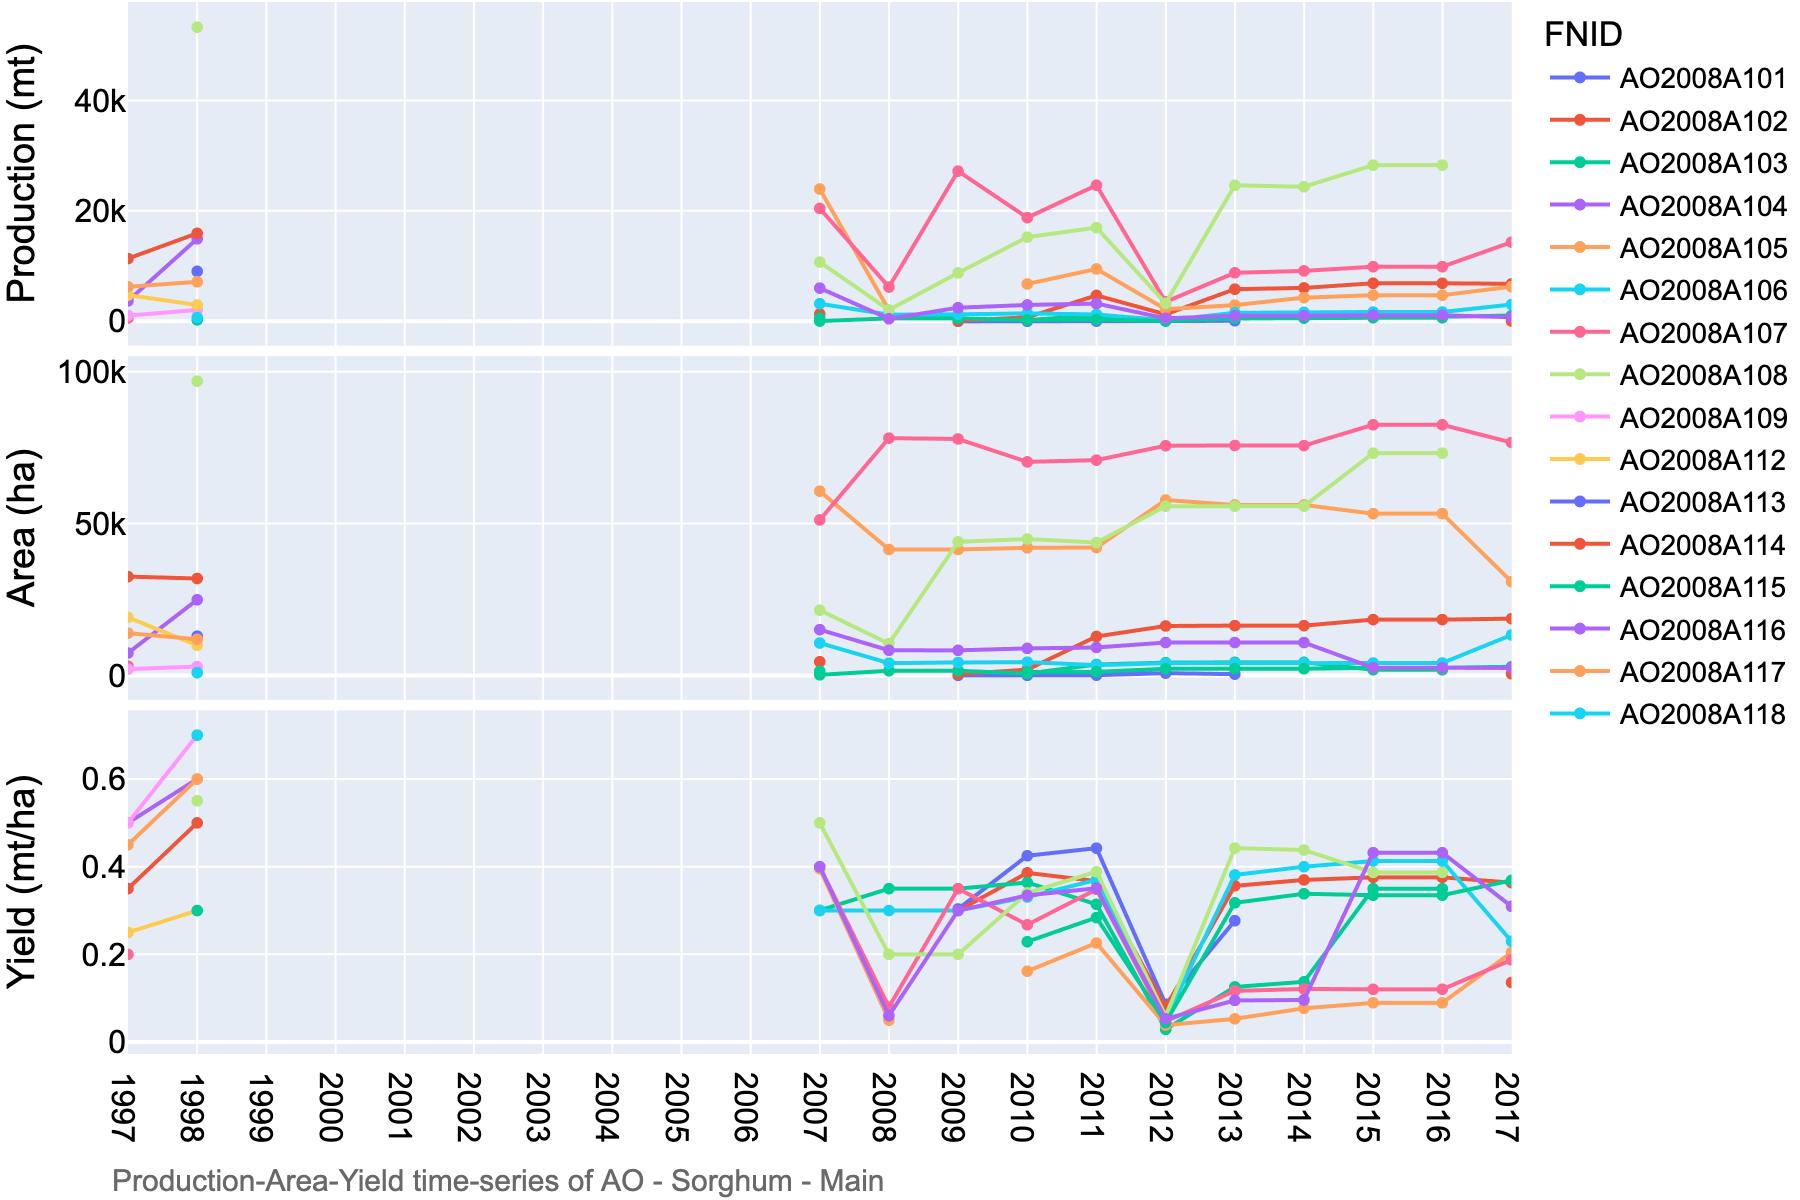 Production (mt)
40k
20k
0
Area (ha)
100k
50k
0
Yield (mt/ha)
0.6
0.4
0.2
0
1997
1998
1999
2000
2001
2002
2003
2004
2005
2006
2007
2008
2009
2010
2011
2012
2013
2014
2015
2016
2017
Production-Area-Yield time-series of AO - Sorghum - Main
FNID
AO2008A101
AO2008A102
AO2008A103
AO2008A104
AO2008A105
AO2008A106
AO2008A107
AO2008A108
AO2008A109
AO2008A112
AO2008A113
AO2008A114
AO2008A115
AO2008A116
AO2008A117
AO2008A118